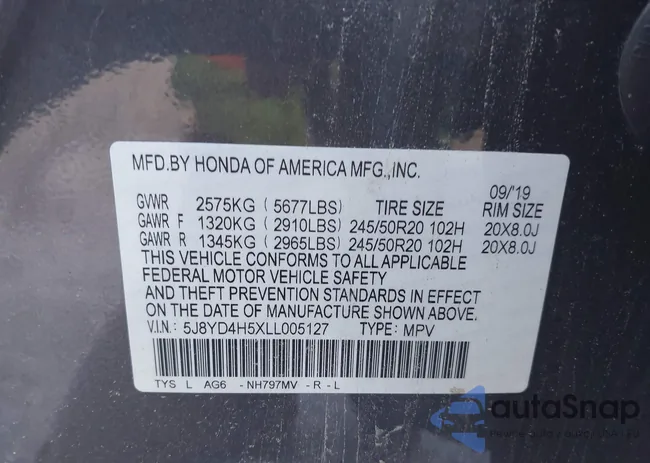 MFD.BY HONDA OF AMERICA MFG.,INC.
09/'19
GVWR 2575KG ( 5677LBS) TIRE SIZE RIM SIZE
GAWR F 1320KG ( 2910LBS) 245/50R20 102H 20X8.0J
GAWR R 1345KG ( 2965LBS) 245/50R20 102H 20X8.0J
THIS VEHICLE CONFORMS TO ALL APPLICABLE
FEDERAL MOTOR VEHICLE SAFETY
AND THEFT PREVENTION STANDARDS IN EFFECT
ON THE DATE OF MANUFACTURE SHOWN ABOVE.
V.I.N.: 5J8YD4H5XLL005127 TYPE: MPV
TYS L AG6 -NH797MV -R-L
autaSnap